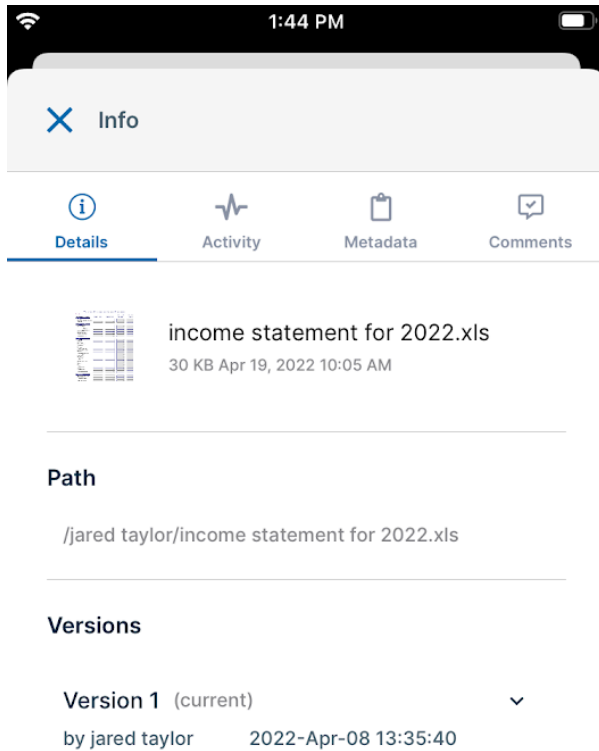 1:44 PM
Info
Details
Activity
Metadata
Comments
income statement for 2022.xls
30 KB Apr 19, 2022 10:05 AM
Path
/jared taylor/income statement for 2022.xls
Versions
Version 1 (current)
by jared taylor 2022-Apr-08 13:35:40